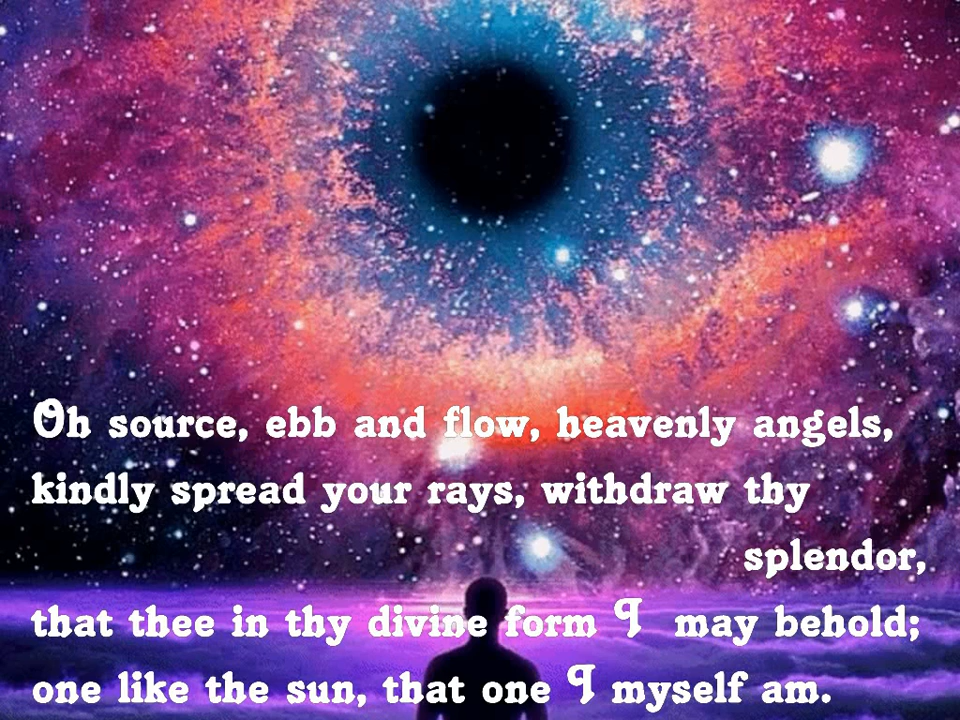 Oh source, ebb and flow, heavenly angels,
kindly spread your rays, withdraw thy
splendor,
that thee in thy divine form I may behold;
one like the sun, that one I myself am.